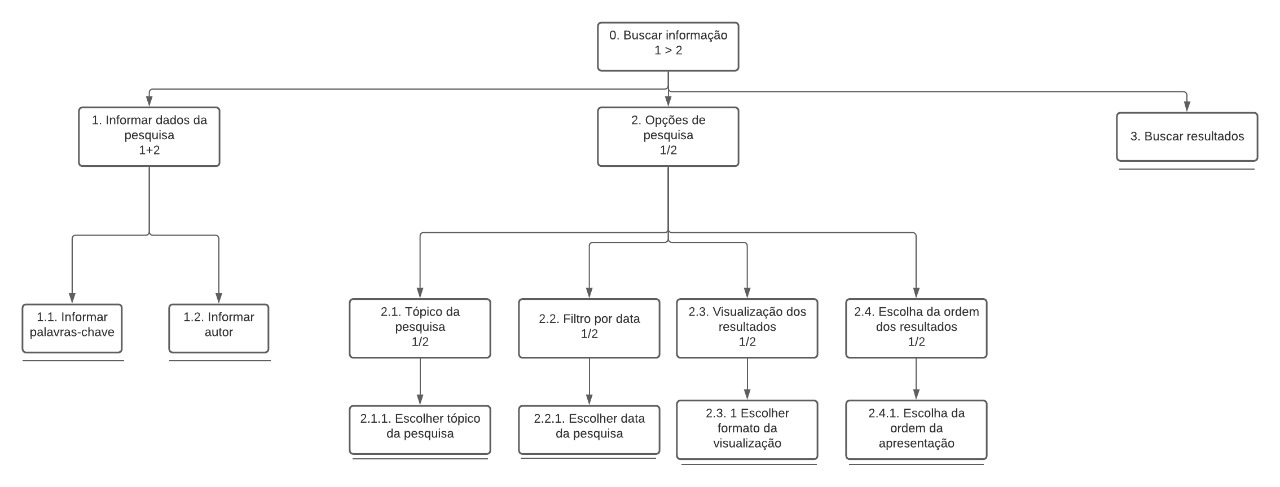 0. Buscar informação
1 > 2
1. Informar dados da
pesquisa
1+2
2. Opções de
pesquisa
1/2
3. Buscar resultados
1.1. Informar
palavras-chave
1.2. Informar
autor
2.1. Tópico da
pesquisa
1/2
2.2. Filtro por data
1/2
2.3. Visualização dos
resultados
1/2
2.4. Escolha da ordem
dos resultados
1/2
2.1.1. Escolher tópico
da pesquisa
2.2.1. Escolher data
da pesquisa
2.3. 1 Escolher
formato da
visualização
2.4.1. Escolha da
ordem da
apresentação